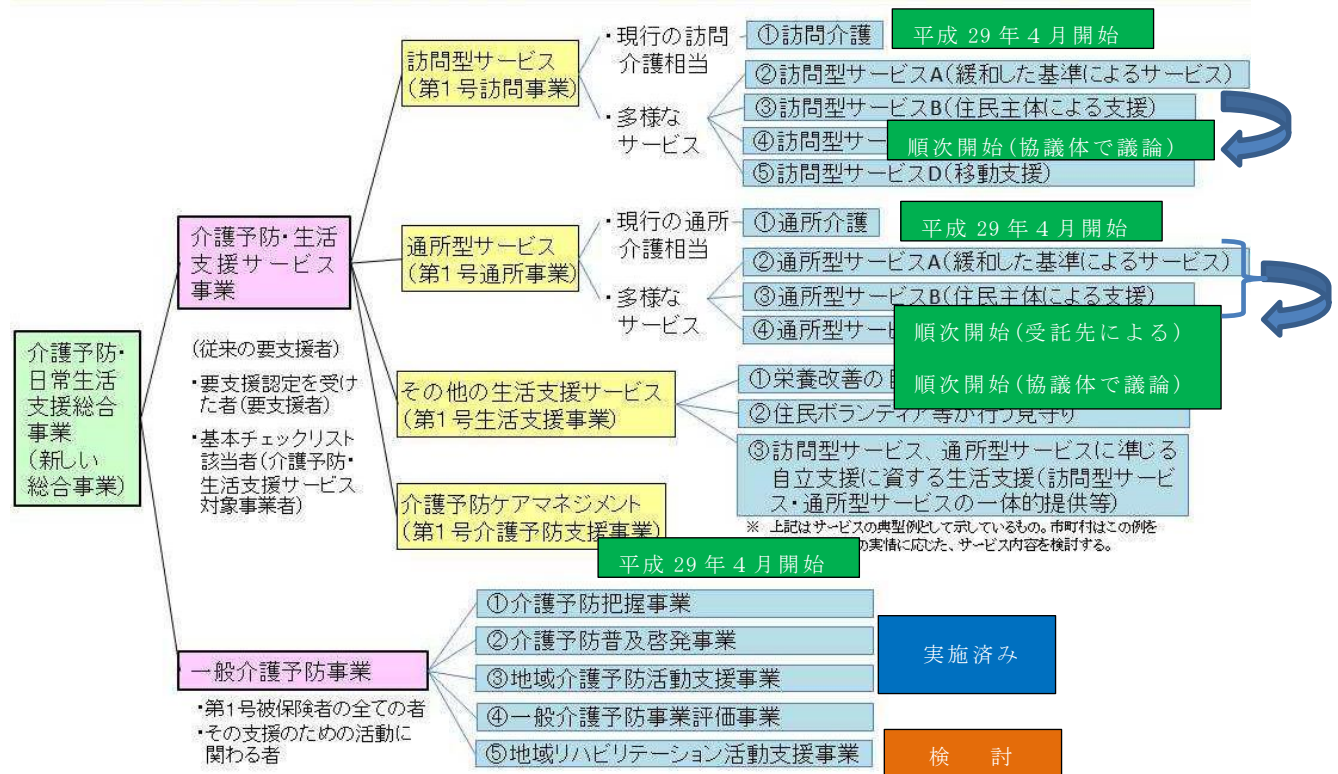 介護予防・
日常生活
支援総合
事業
(新しい
総合事業)
介護予防・生活
支援サービス
事業
(従来の要支援者)
・要支援認定を受け
た者(要支援者)
・基本チェックリスト
該当者(介護予防・
生活支援サービス
対象事業者)
訪問型サービス
(第1号訪問事業)
・現行の訪問
介護相当
①訪問介護
平成 29 年 4 月開始
・多様な
サービス
②訪問型サービスA(緩和した基準によるサービス)
③訪問型サービスB(住民主体による支援)
④訪問型サー
順次開始(協議体で議論)
⑤訪問型サービスD(移動支援)
通所型サービス
(第1号通所事業)
・現行の通所
介護相当
①通所介護
平成 29 年 4 月開始
・多様な
サービス
②通所型サービスA(緩和した基準によるサービス)
③通所型サービスB(住民主体による支援)
④通所型サー
順次開始(受託先による)
順次開始(協議体で議論)
その他の生活支援サービス
(第1号生活支援事業)
①栄養改善の
②住民ボランティア等が行う見守り
③訪問型サービス、通所型サービスに準じる
自立支援に資する生活支援(訪問型サービ
ス・通所型サービスの一体的提供等)
※ 上記はサービスの典型例として示しているもの。市町村はこの例を
の実情に応じた、サービス内容を検討する。
介護予防ケアマネジメント
(第1号介護予防支援事業)
平成 29 年 4 月開始
一般介護予防事業
・第1号被保険者の全ての者
・その支援のための活動に
関わる者
①介護予防把握事業
②介護予防普及啓発事業
③地域介護予防活動支援事業
④一般介護予防事業評価事業
⑤地域リハビリテーション活動支援事業
実施済み
検 討